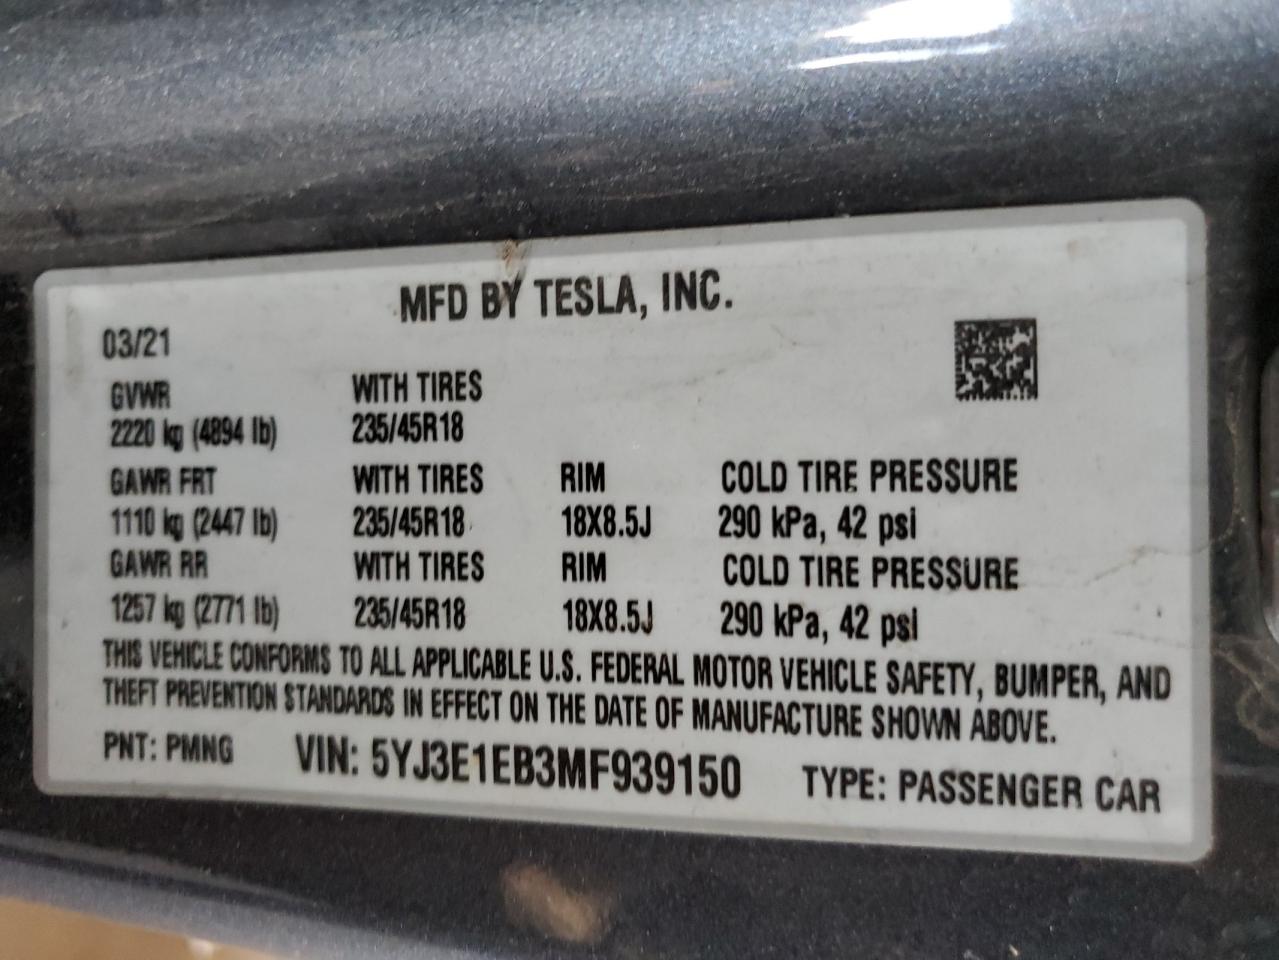 MFD BY TESLA, INC.
03/21
GVWR WITH TIRES
2220 kg (4894 lb) 235/45R18
GAWR FRT WITH TIRES RIM COLD TIRE PRESSURE
1110 kg (2447 lb) 235/45R18 18X8.5J 290 kPa, 42 psi
GAWR RR WITH TIRES RIM COLD TIRE PRESSURE
1257 kg (2771 lb) 235/45R18 18X8.5J 290 kPa, 42 psi
THIS VEHICLE CONFORMS TO ALL APPLICABLE U.S. FEDERAL MOTOR VEHICLE SAFETY, BUMPER, AND
THEFT PREVENTION STANDARDS IN EFFECT ON THE DATE OF MANUFACTURE SHOWN ABOVE.
PNT: PMNG VIN: 5YJ3E1EB3MF939150 TYPE: PASSENGER CAR